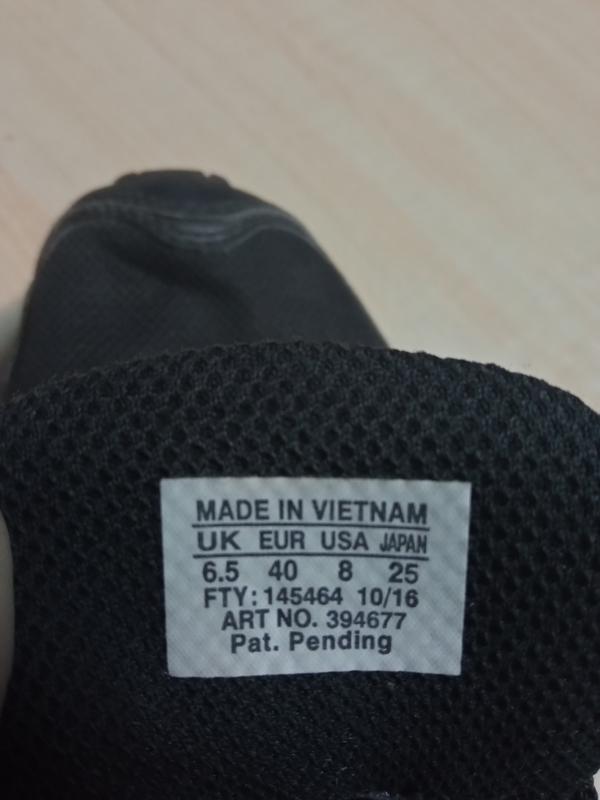 MADE IN VIETNAM
UK EUR USA JAPAN
6.5 40 8 25
FTY: 145464 10/16
ART NO. 394677
Pat. Pending